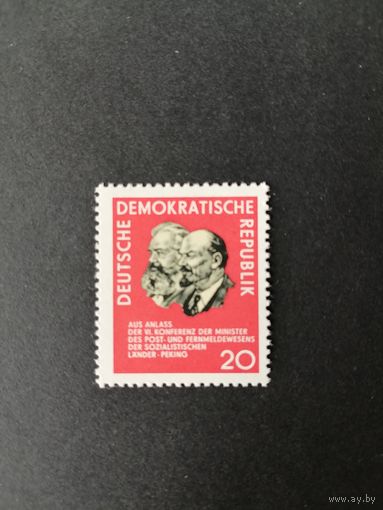 DEUTSCHE
DEMOKRATISCHE
REPUBLIK
AUS ANLASS
DER VI. KONFERENZ DER MINISTER
DES POST- UND FERNMELDEWESENS
DER SOZIALISTISCHEN
LÄNDER · PEKING
20
www.ay.by